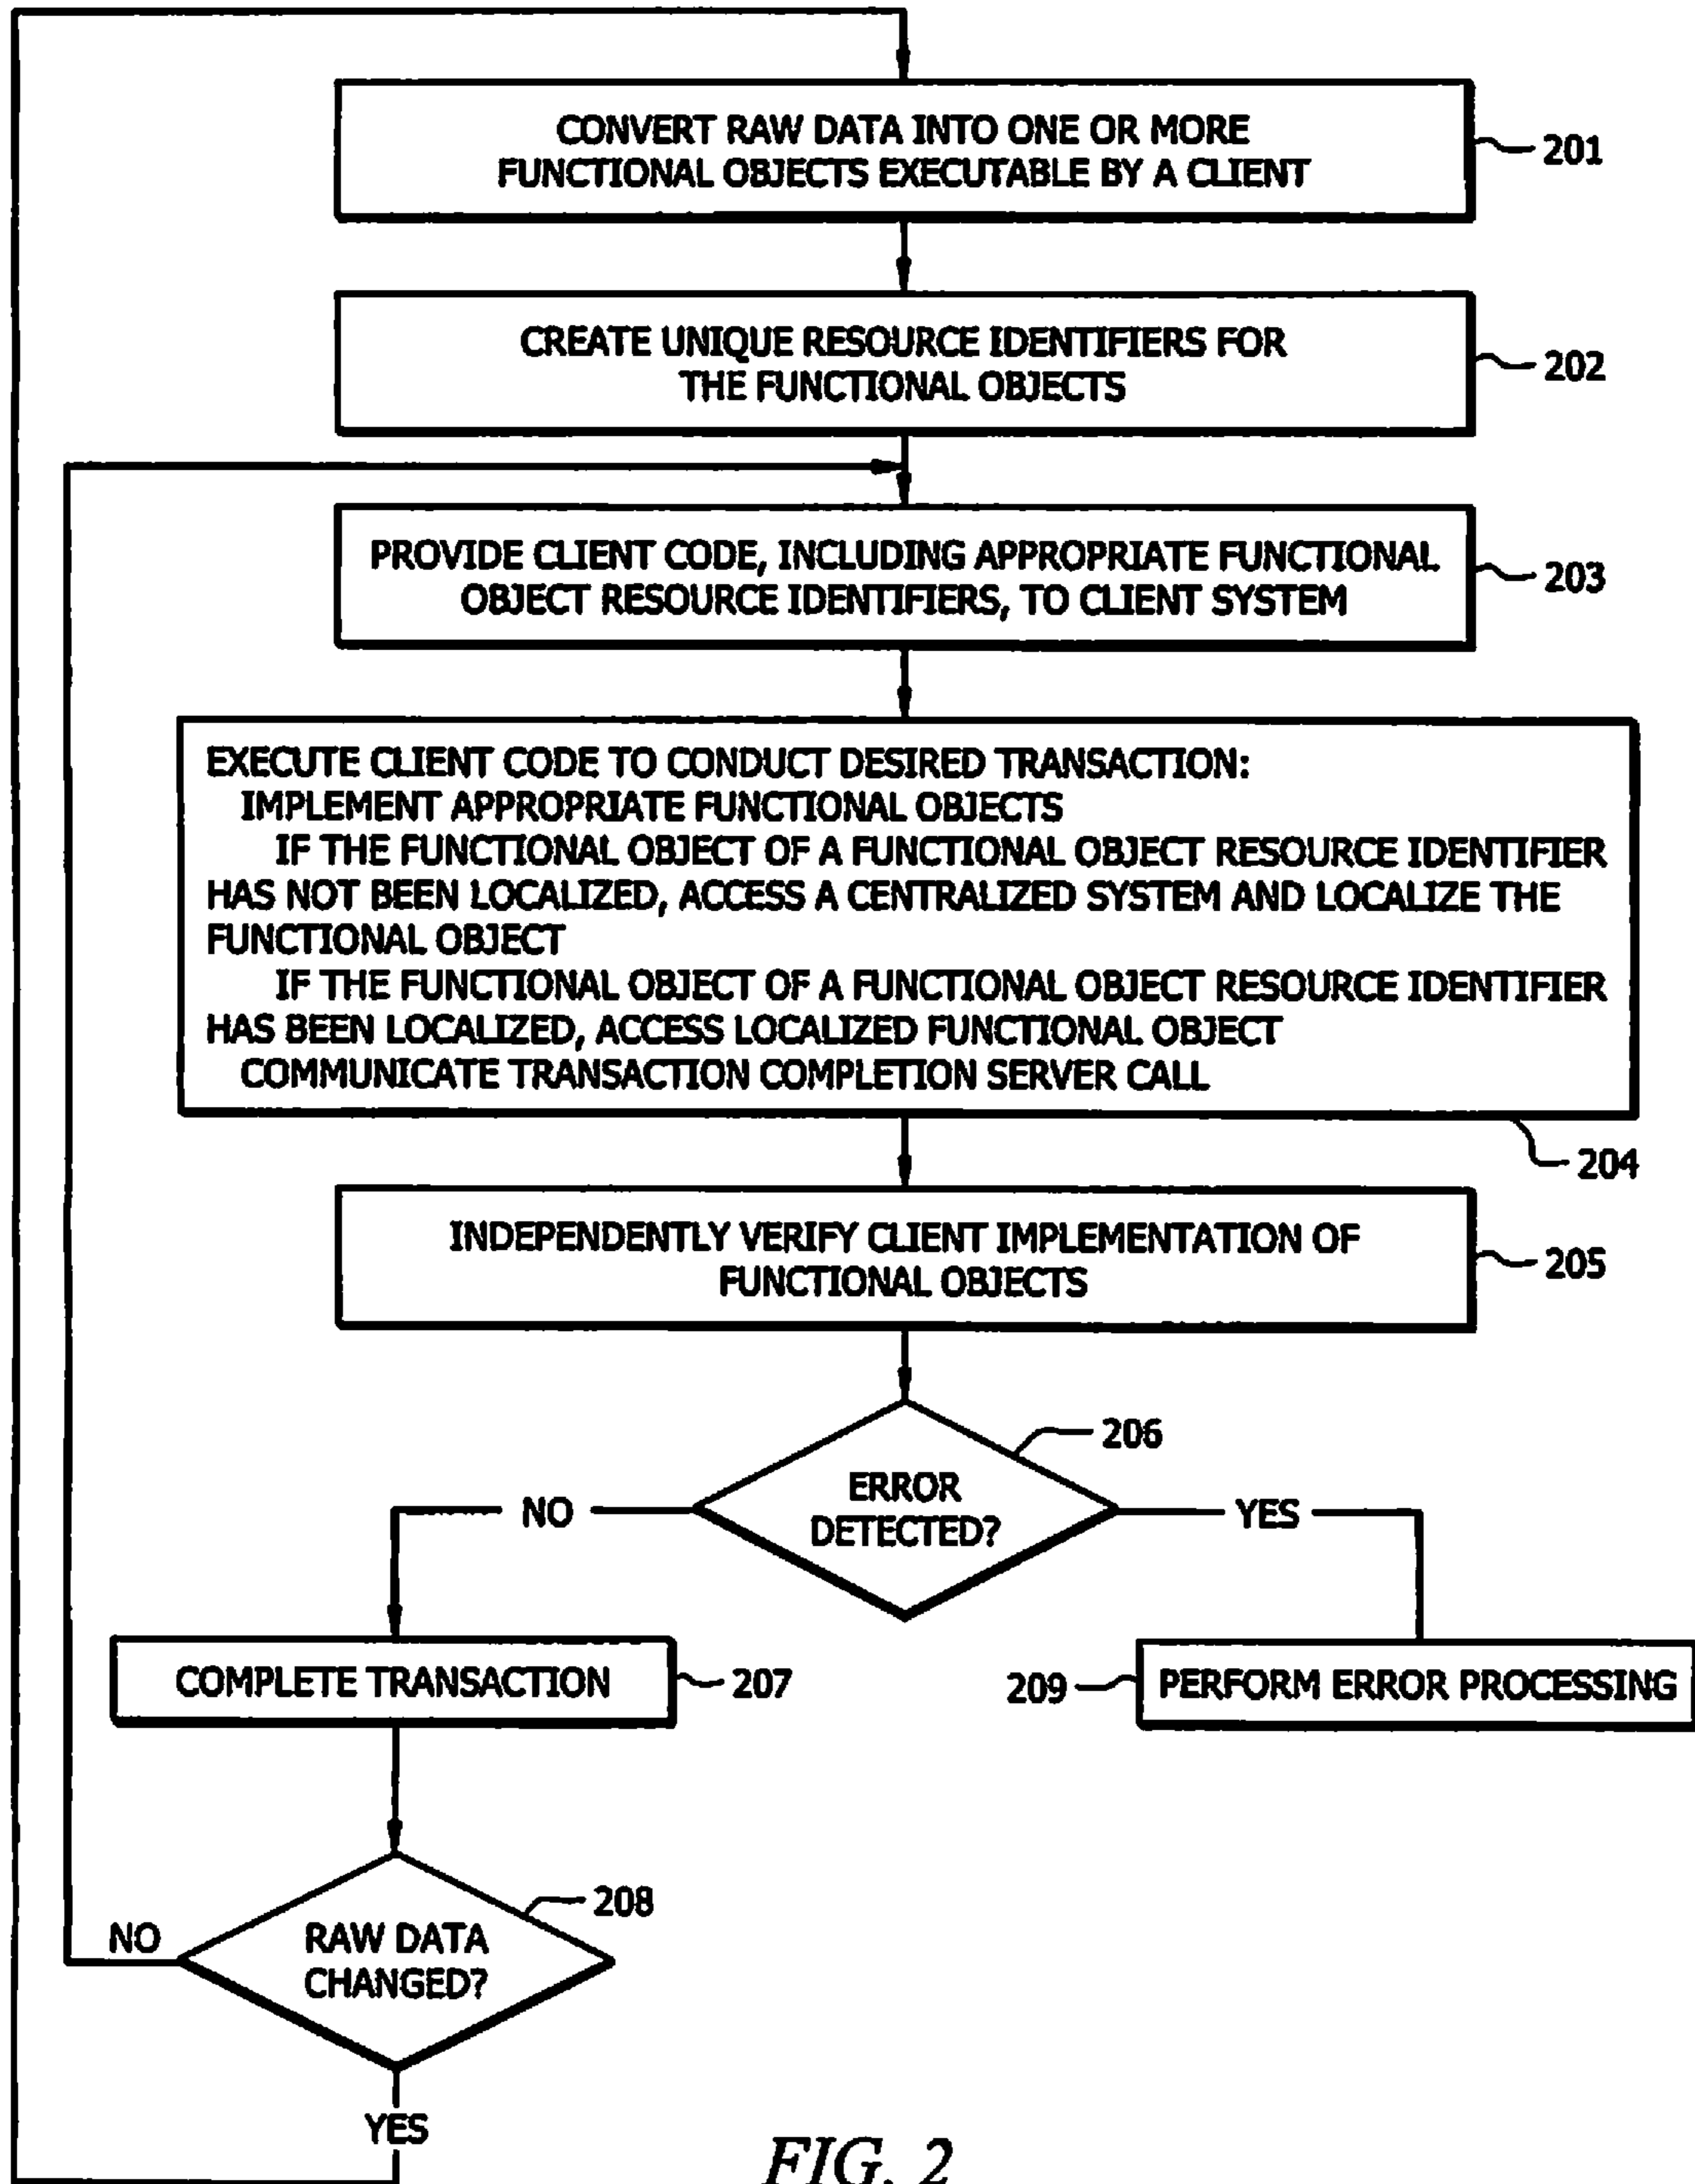 CONVERT RAW DATA INTO ONE OR MORE
FUNCTIONAL OBJECTS EXECUTABLE BY A CLIENT
201
CREATE UNIQUE RESOURCE IDENTIFIERS FOR
THE FUNCTIONAL OBJECTS
202
PROVIDE CLIENT CODE, INCLUDING APPROPRIATE FUNCTIONAL
OBJECT RESOURCE IDENTIFIERS, TO CLIENT SYSTEM
203
EXECUTE CLIENT CODE TO CONDUCT DESIRED TRANSACTION:
IMPLEMENT APPROPRIATE FUNCTIONAL OBJECTS
IF THE FUNCTIONAL OBJECT OF A FUNCTIONAL OBJECT RESOURCE IDENTIFIER
HAS NOT BEEN LOCALIZED, ACCESS A CENTRALIZED SYSTEM AND LOCALIZE THE
FUNCTIONAL OBJECT
IF THE FUNCTIONAL OBJECT OF A FUNCTIONAL OBJECT RESOURCE IDENTIFIER
HAS BEEN LOCALIZED, ACCESS LOCALIZED FUNCTIONAL OBJECT
COMMUNICATE TRANSACTION COMPLETION SERVER CALL
204
INDEPENDENTLY VERIFY CLIENT IMPLEMENTATION OF
FUNCTIONAL OBJECTS
205
206
ERROR
DETECTED?
NO
YES
COMPLETE TRANSACTION
207
209
PERFORM ERROR PROCESSING
208
RAW DATA
CHANGED?
NO
YES
FIG. 2